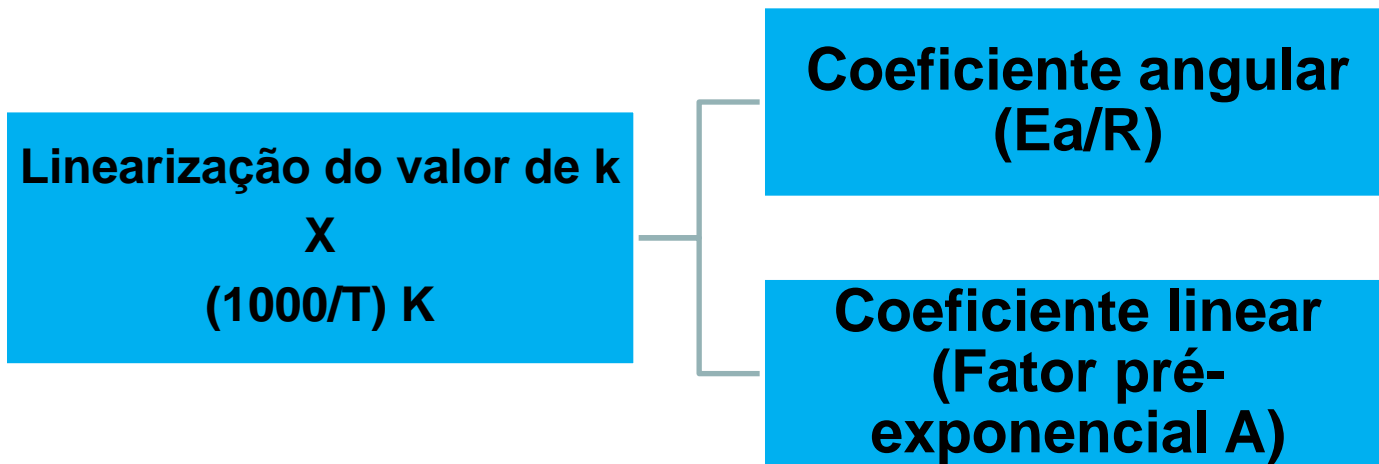 Linearização do valor de k
X
(1000/T) K
Coeficiente angular
(Ea/R)
Coeficiente linear
(Fator pré-
exponencial A)